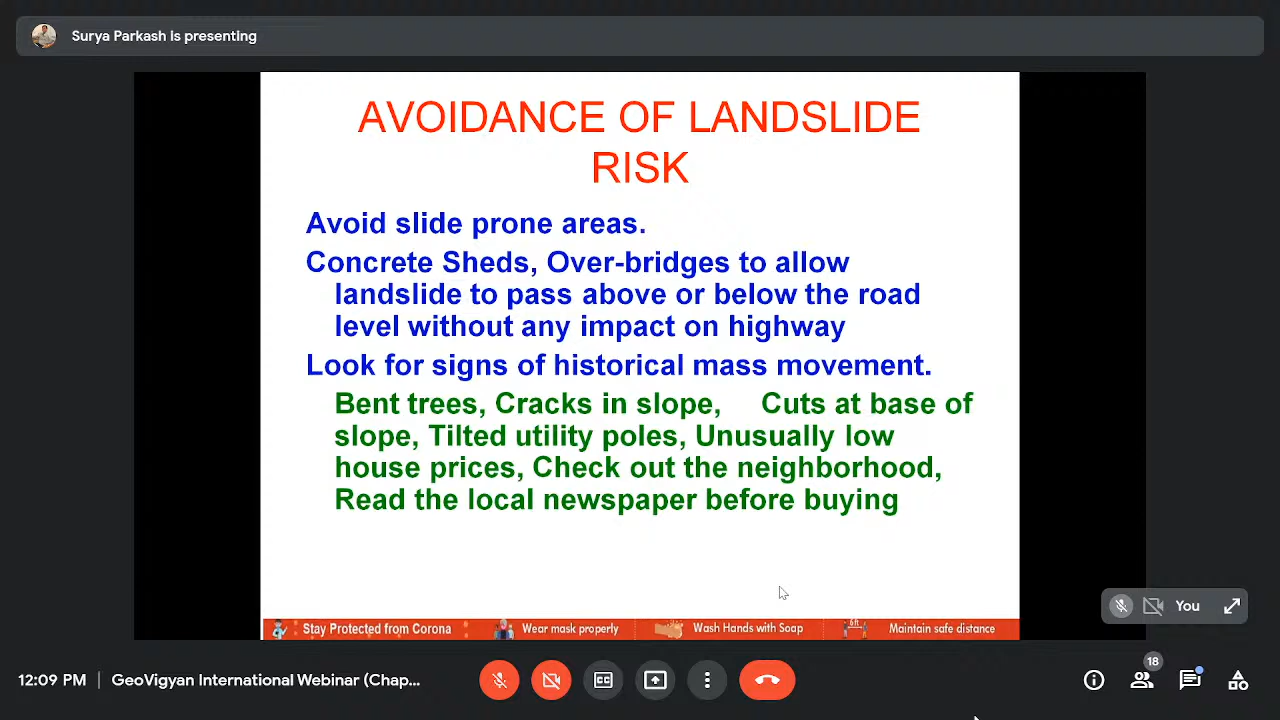 Surya Parkash is presenting
AVOIDANCE OF LANDSLIDE
RISK
Avoid slide prone areas.
Concrete Sheds, Over-bridges to allow
landslide to pass above or below the road
level without any impact on highway
Look for signs of historical mass movement.
Bent trees, Cracks in slope, Cuts at base of
slope, Tilted utility poles, Unusually low
house prices, Check out the neighborhood,
Read the local newspaper before buying
You
Stay Protected from Corona
Wear mask properly
Wash Hands with Soap
6ft
Maintain safe distance
12:09 PM | GeoVigyan International Webinar (Chap...
18